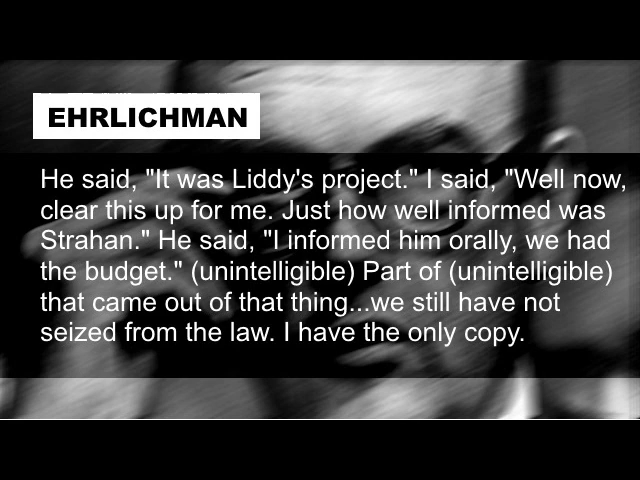 EHRLICHMAN
He said, "It was Liddy's project." I said, "Well now,
clear this up for me. Just how well informed was
Strahan." He said, "I informed him orally, we had
the budget." (unintelligible) Part of (unintelligible)
that came out of that thing...we still have not
seized from the law. I have the only copy.